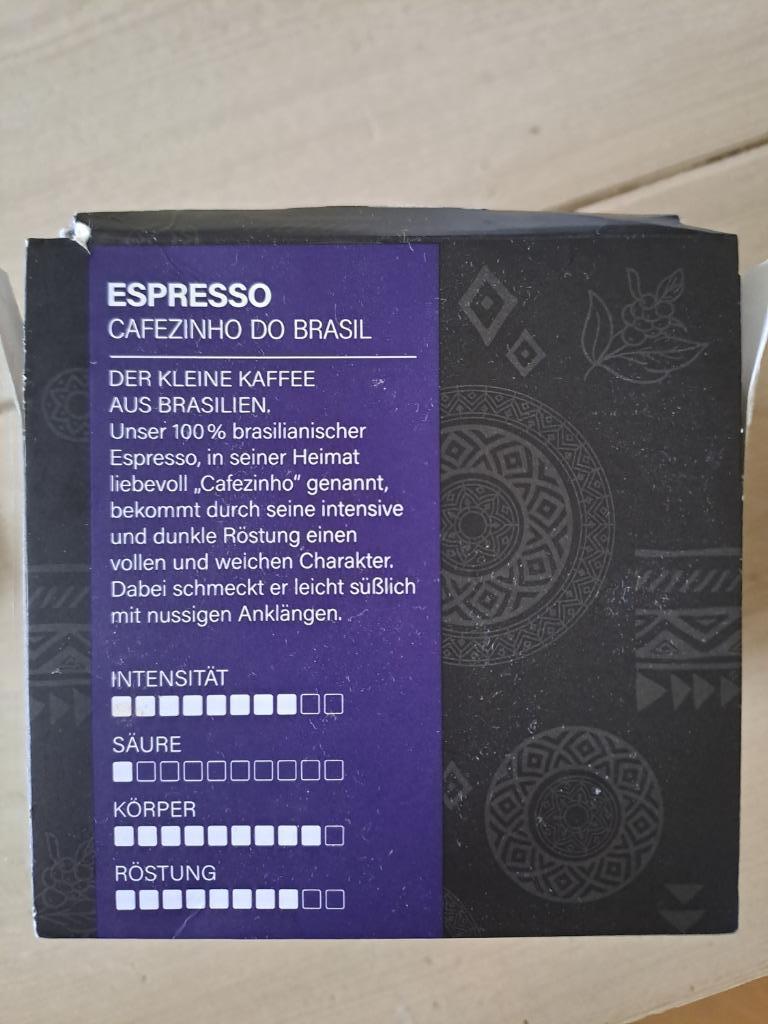 ESPRESSO
CAFEZINHO DO BRASIL
DER KLEINE KAFFEE
AUS BRASILIEN.
Unser 100 % brasilianischer
Espresso, in seiner Heimat
liebevoll „Cafezinho“ genannt,
bekommt durch seine intensive
und dunkle Röstung einen
vollen und weichen Charakter.
Dabei schmeckt er leicht süßlich
mit nussigen Anklängen.
INTENSITÄT
SÄURE
KÖRPER
RÖSTUNG